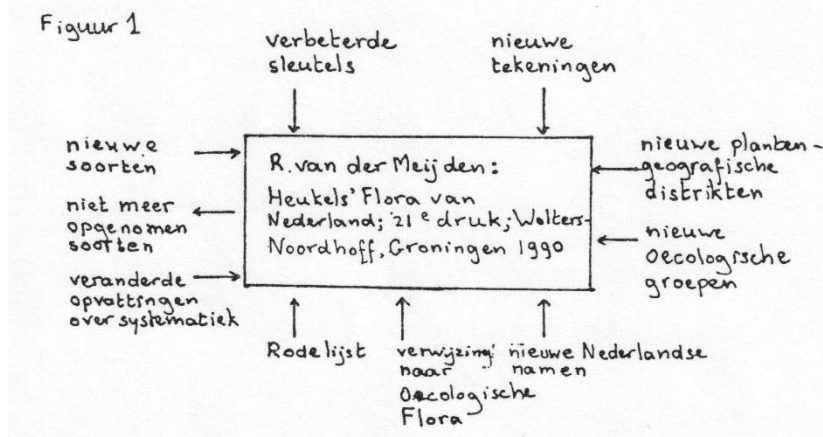 Figuur 1
verbeterde
sleutels
nieuwe
tekeningen
nieuwe
soorten
niet meer
opgenomen
soorten
veranderde
opvattingen
over systematiek
R. van der Meijden:
Heukels' Flora van
Nederland; 21e druk; Wolters-
Noordhoff, Groningen 1990
nieuwe planten-
geografische
distrikten
nieuwe
Oecologische
groepen
Rode lijst
verwijzing
naar
Oecologische
Flora
nieuwe Nederlandse
namen